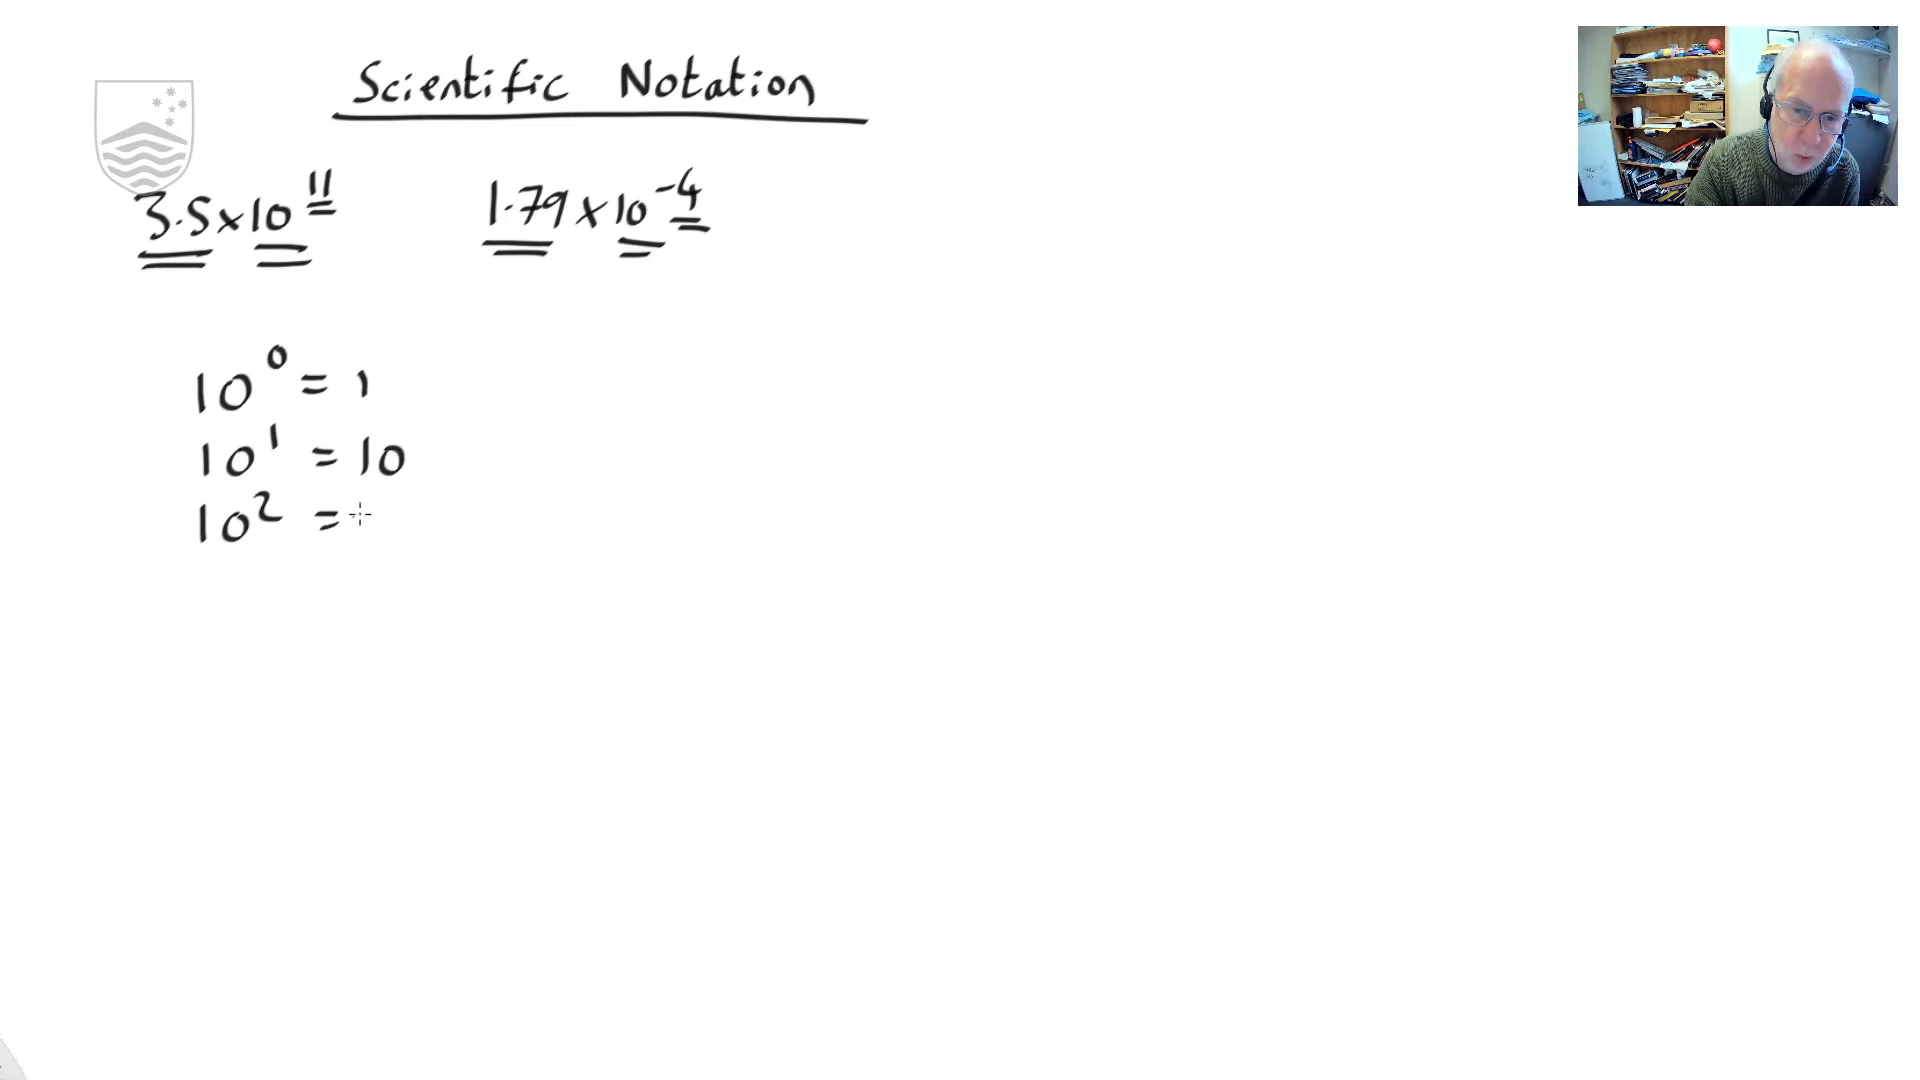 Scientific Notation
3.5 x 10^11 1.79 x 10^-4
10^0 = 1
10^1 = 10
10^2 =